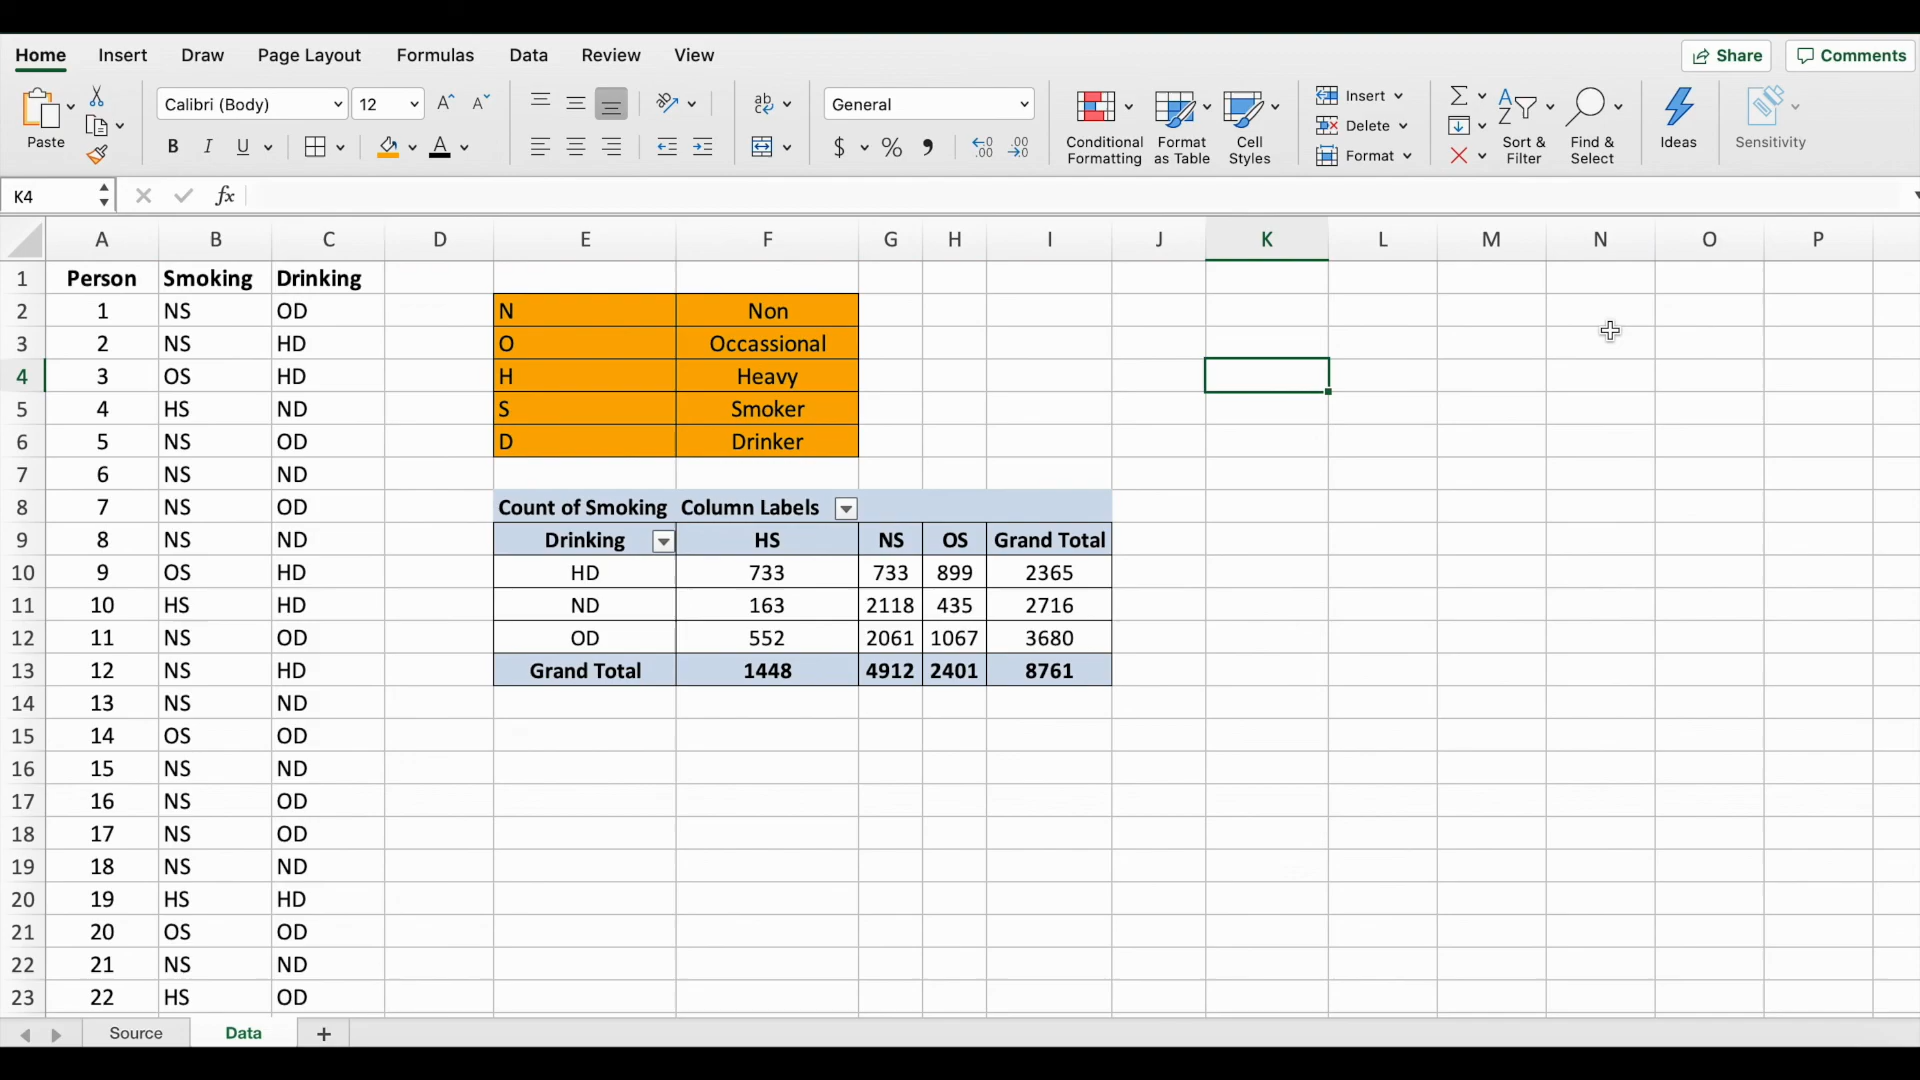 Home Insert Draw Page Layout Formulas Data Review View Share Comments
Paste Calibri (Body) 12 General Conditional Formatting Format as Table Cell Styles Insert Delete Format Sort & Filter Find & Select Ideas Sensitivity
B I U A $ %
K4 fx
A B C D E F G H I J K L M N O P
1 Person Smoking Drinking
2 1 NS OD N Non
3 2 NS HD O Occassional
4 3 OS HD H Heavy
5 4 HS ND S Smoker
6 5 NS OD D Drinker
7 6 NS ND
8 7 NS OD Count of Smoking Column Labels
9 8 NS ND Drinking HS NS OS Grand Total
10 9 OS HD HD 733 733 899 2365
11 10 HS HD ND 163 2118 435 2716
12 11 NS OD OD 552 2061 1067 3680
13 12 NS HD Grand Total 1448 4912 2401 8761
14 13 NS ND
15 14 OS OD
16 15 NS ND
17 16 NS OD
18 17 NS OD
19 18 NS ND
20 19 HS HD
21 20 OS OD
22 21 NS ND
23 22 HS OD
Source Data +